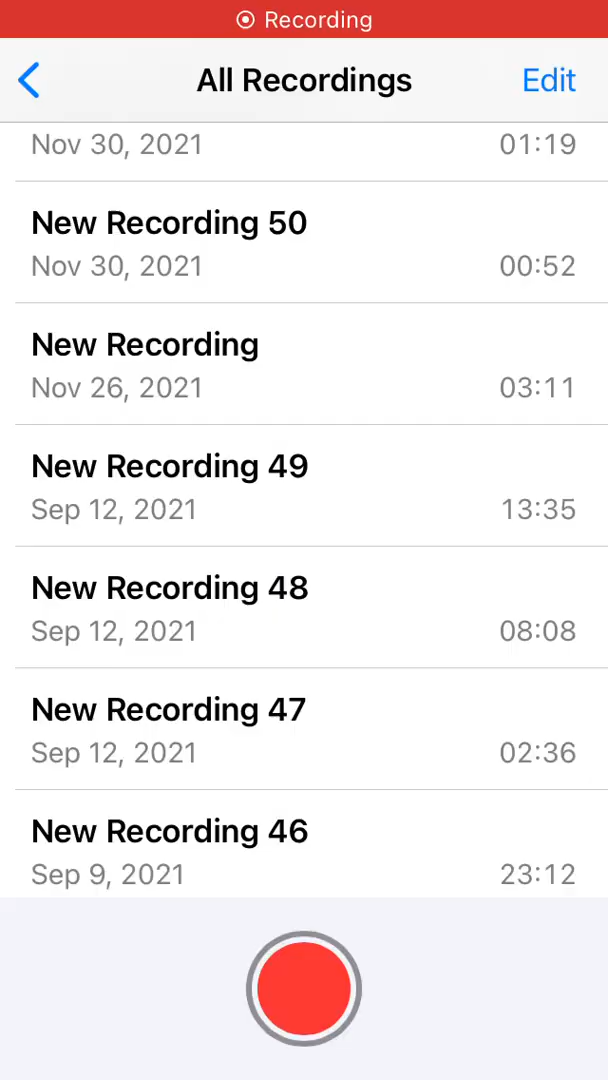 Recording
All Recordings Edit
Nov 30, 2021 01:19
New Recording 50
Nov 30, 2021 00:52
New Recording
Nov 26, 2021 03:11
New Recording 49
Sep 12, 2021 13:35
New Recording 48
Sep 12, 2021 08:08
New Recording 47
Sep 12, 2021 02:36
New Recording 46
Sep 9, 2021 23:12